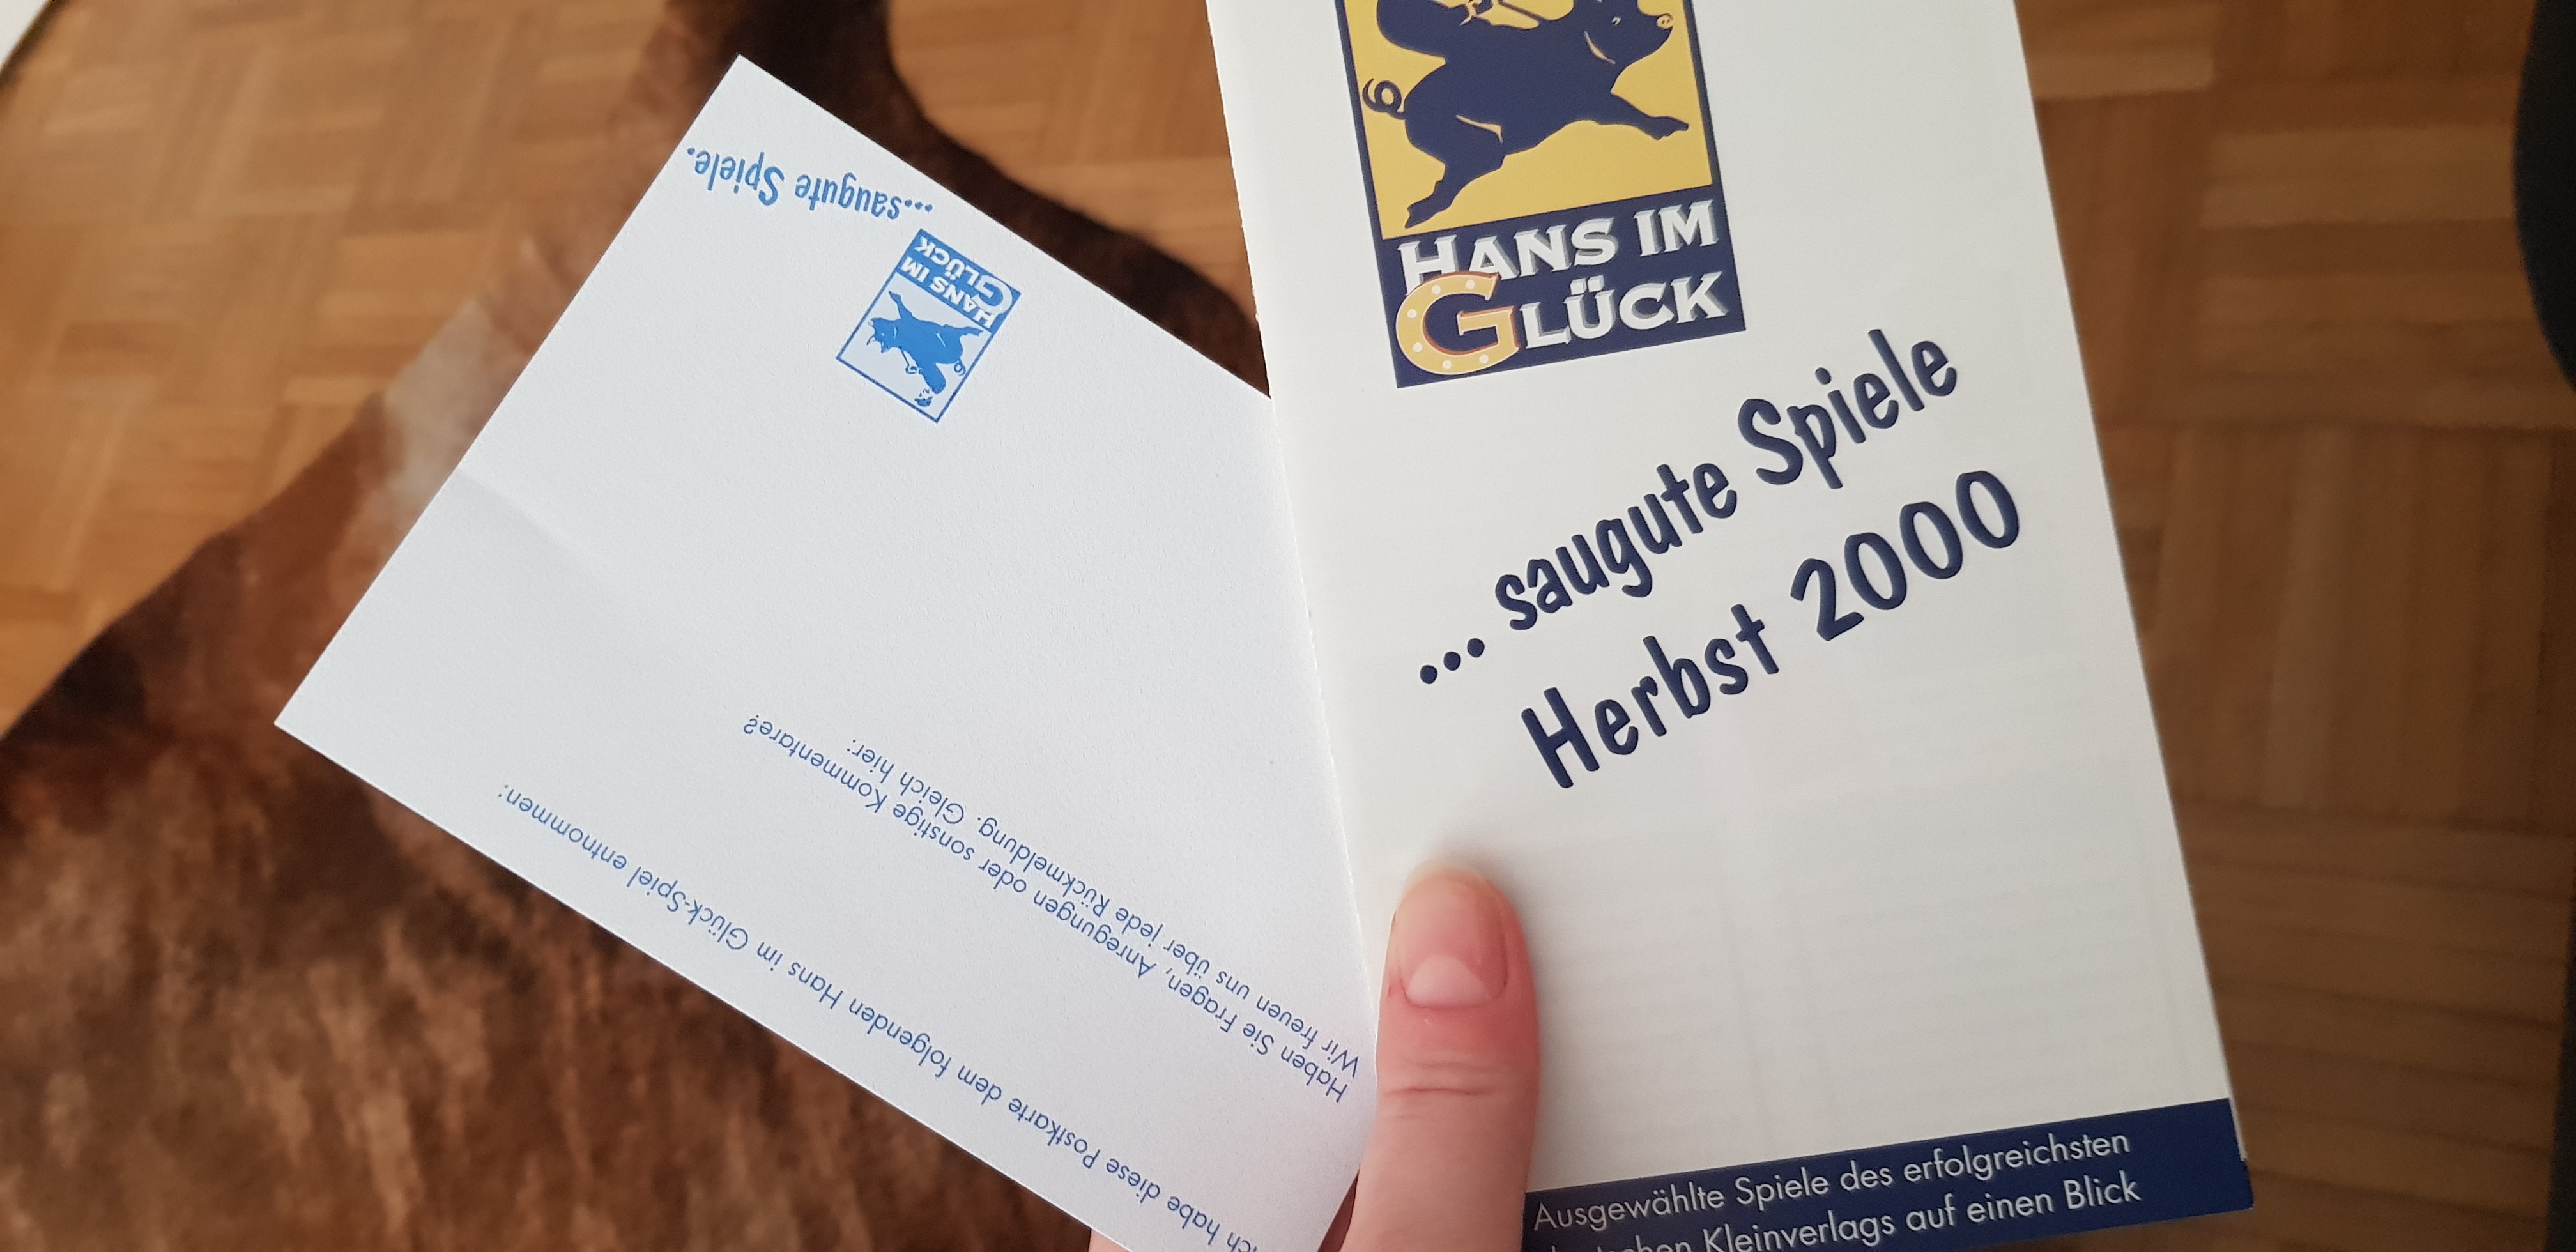 HANS IM
GLÜCK
... saugute Spiele
Herbst 2000
Ausgewählte Spiele des erfolgreichsten
Kleinverlags auf einen Blick
ich habe diese Postkarte dem folgenden Hans im Glück-Spiel entnommen:
Haben Sie Fragen, Anregungen oder sonstige Kommentare?
Wir freuen uns über jede Rückmeldung. Gleich hier:
HANS IM
GLÜCK
...saugute Spiele.